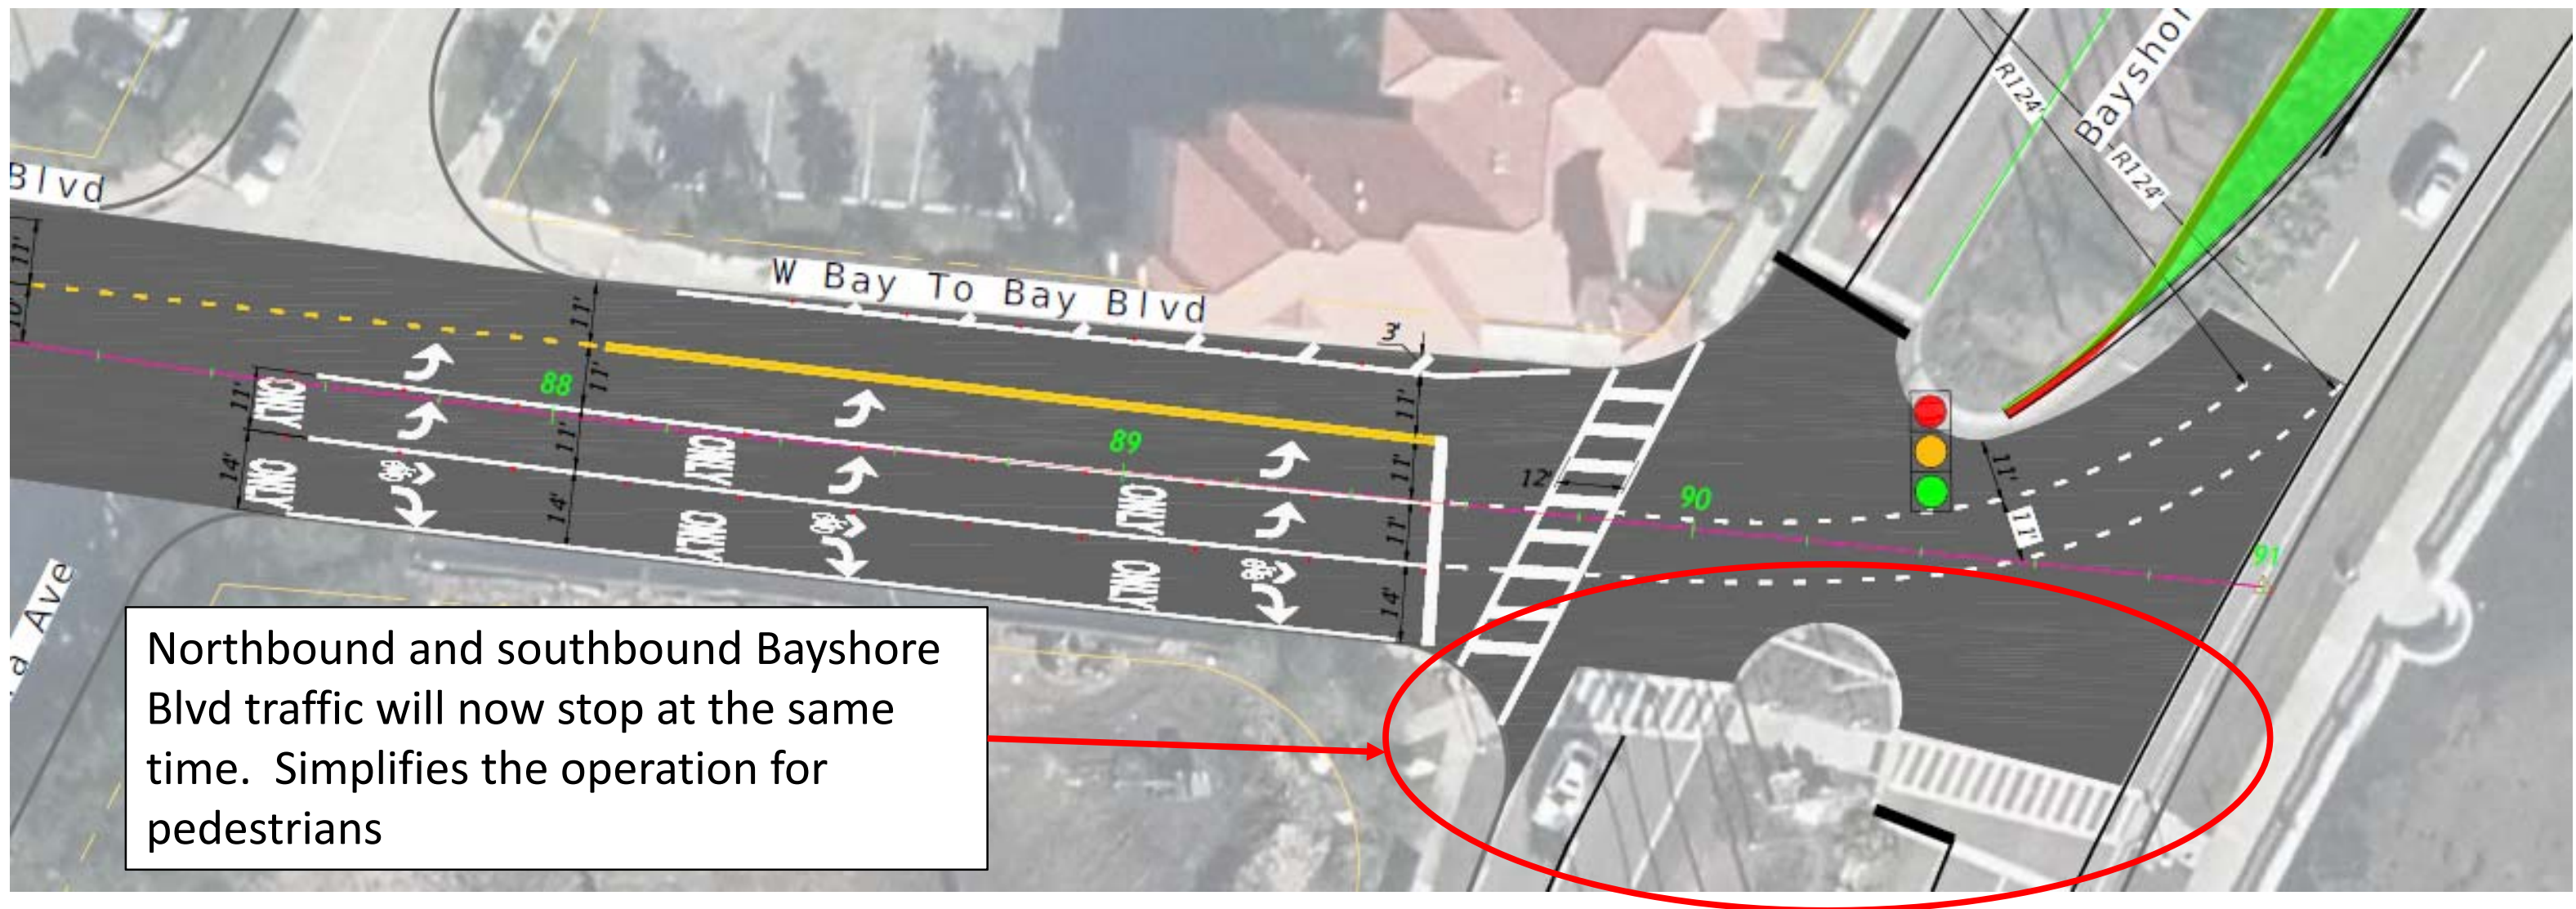 Blvd
W Bay To Bay Blvd
Bayshor
R124'
R124'
11'
10'
11'
11'
11'
14'
11'
14'
3'
11'
11'
11'
14'
12'
11'
11'
88
89
90
91
ONLY
ONLY
ONLY
ONLY
ONLY
ONLY
a Ave
Northbound and southbound Bayshore
Blvd traffic will now stop at the same
time.  Simplifies the operation for
pedestrians